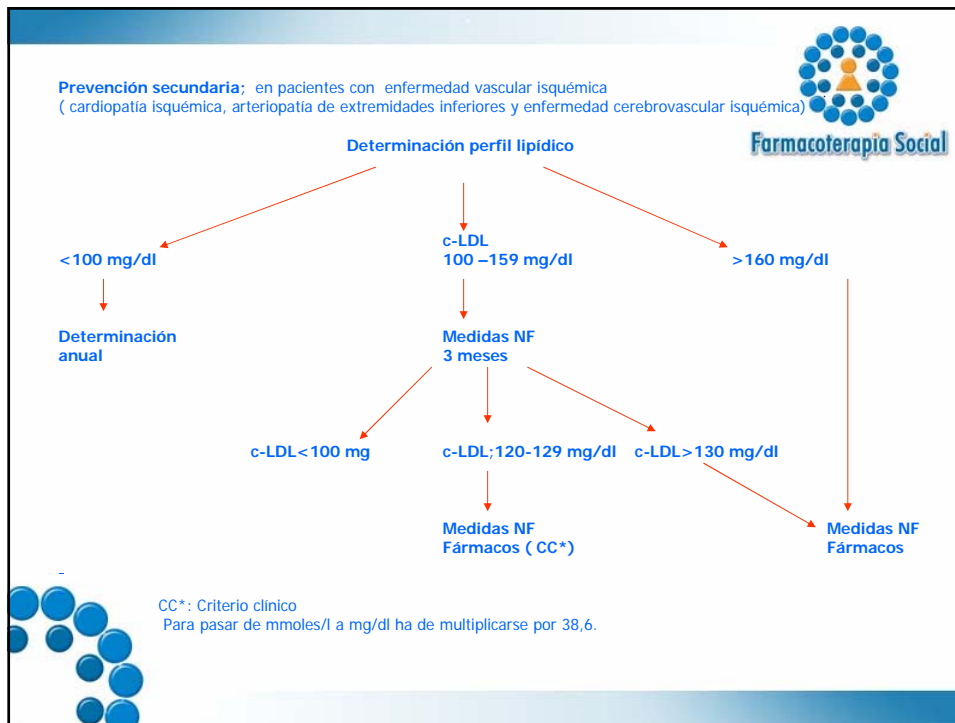 Prevención secundaria; en pacientes con enfermedad vascular isquémica
( cardiopatía isquémica, arteriopatía de extremidades inferiores y enfermedad cerebrovascular isquémica)
Farmacoterapia Social
Determinación perfil lipídico
<100 mg/dl
c-LDL
100 –159 mg/dl
>160 mg/dl
Determinación
anual
Medidas NF
3 meses
c-LDL<100 mg
c-LDL;120-129 mg/dl
c-LDL>130 mg/dl
Medidas NF
Fármacos ( CC*)
Medidas NF
Fármacos
CC*: Criterio clínico
Para pasar de mmoles/l a mg/dl ha de multiplicarse por 38,6.